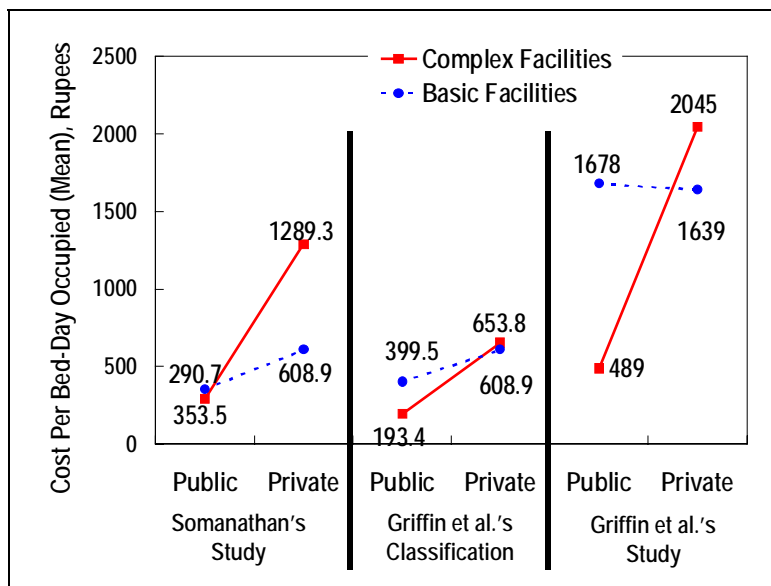 Cost Per Bed-Day Occupied (Mean), Rupees
2500
2000
1500
1000
500
0
Complex Facilities
Basic Facilities
1289.3
290.7
608.9
353.5
653.8
399.5
608.9
193.4
2045
1678
1639
489
Public Private
Somanathan's
Study
Public Private
Griffin et al.'s
Classification
Public Private
Griffin et al.'s
Study